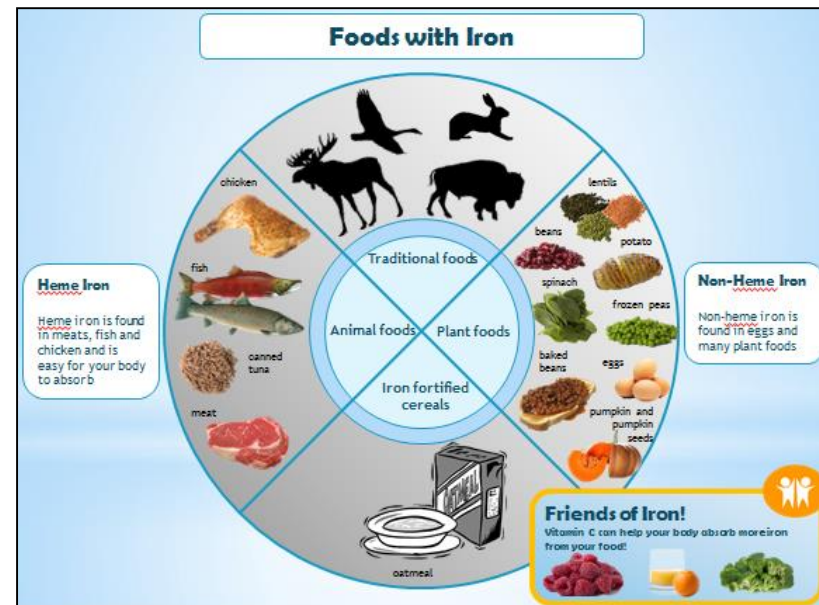 Foods with Iron
chicken
fish
canned
tuna
meat
Heme Iron
Heme iron is found
in meats, fish and
chicken and is
easy for your body
to absorb
Traditional foods
Animal foods
Plant foods
Iron fortified
cereals
lentils
beans
potato
spinach
frozen peas
baked
beans
eggs
pumpkin and
pumpkin
seeds
Non-Heme Iron
Non-heme iron is
found in eggs and
many plant foods
OATMEAL
oatmeal
Friends of Iron!
Vitamin C can help your body absorb more iron
from your food!